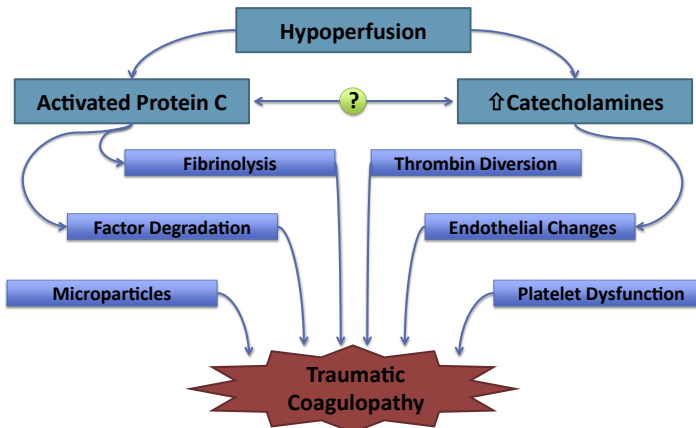 Hypoperfusion
Activated Protein C
?
⇧Catecholamines
Fibrinolysis
Thrombin Diversion
Factor Degradation
Endothelial Changes
Microparticles
Platelet Dysfunction
Traumatic
Coagulopathy